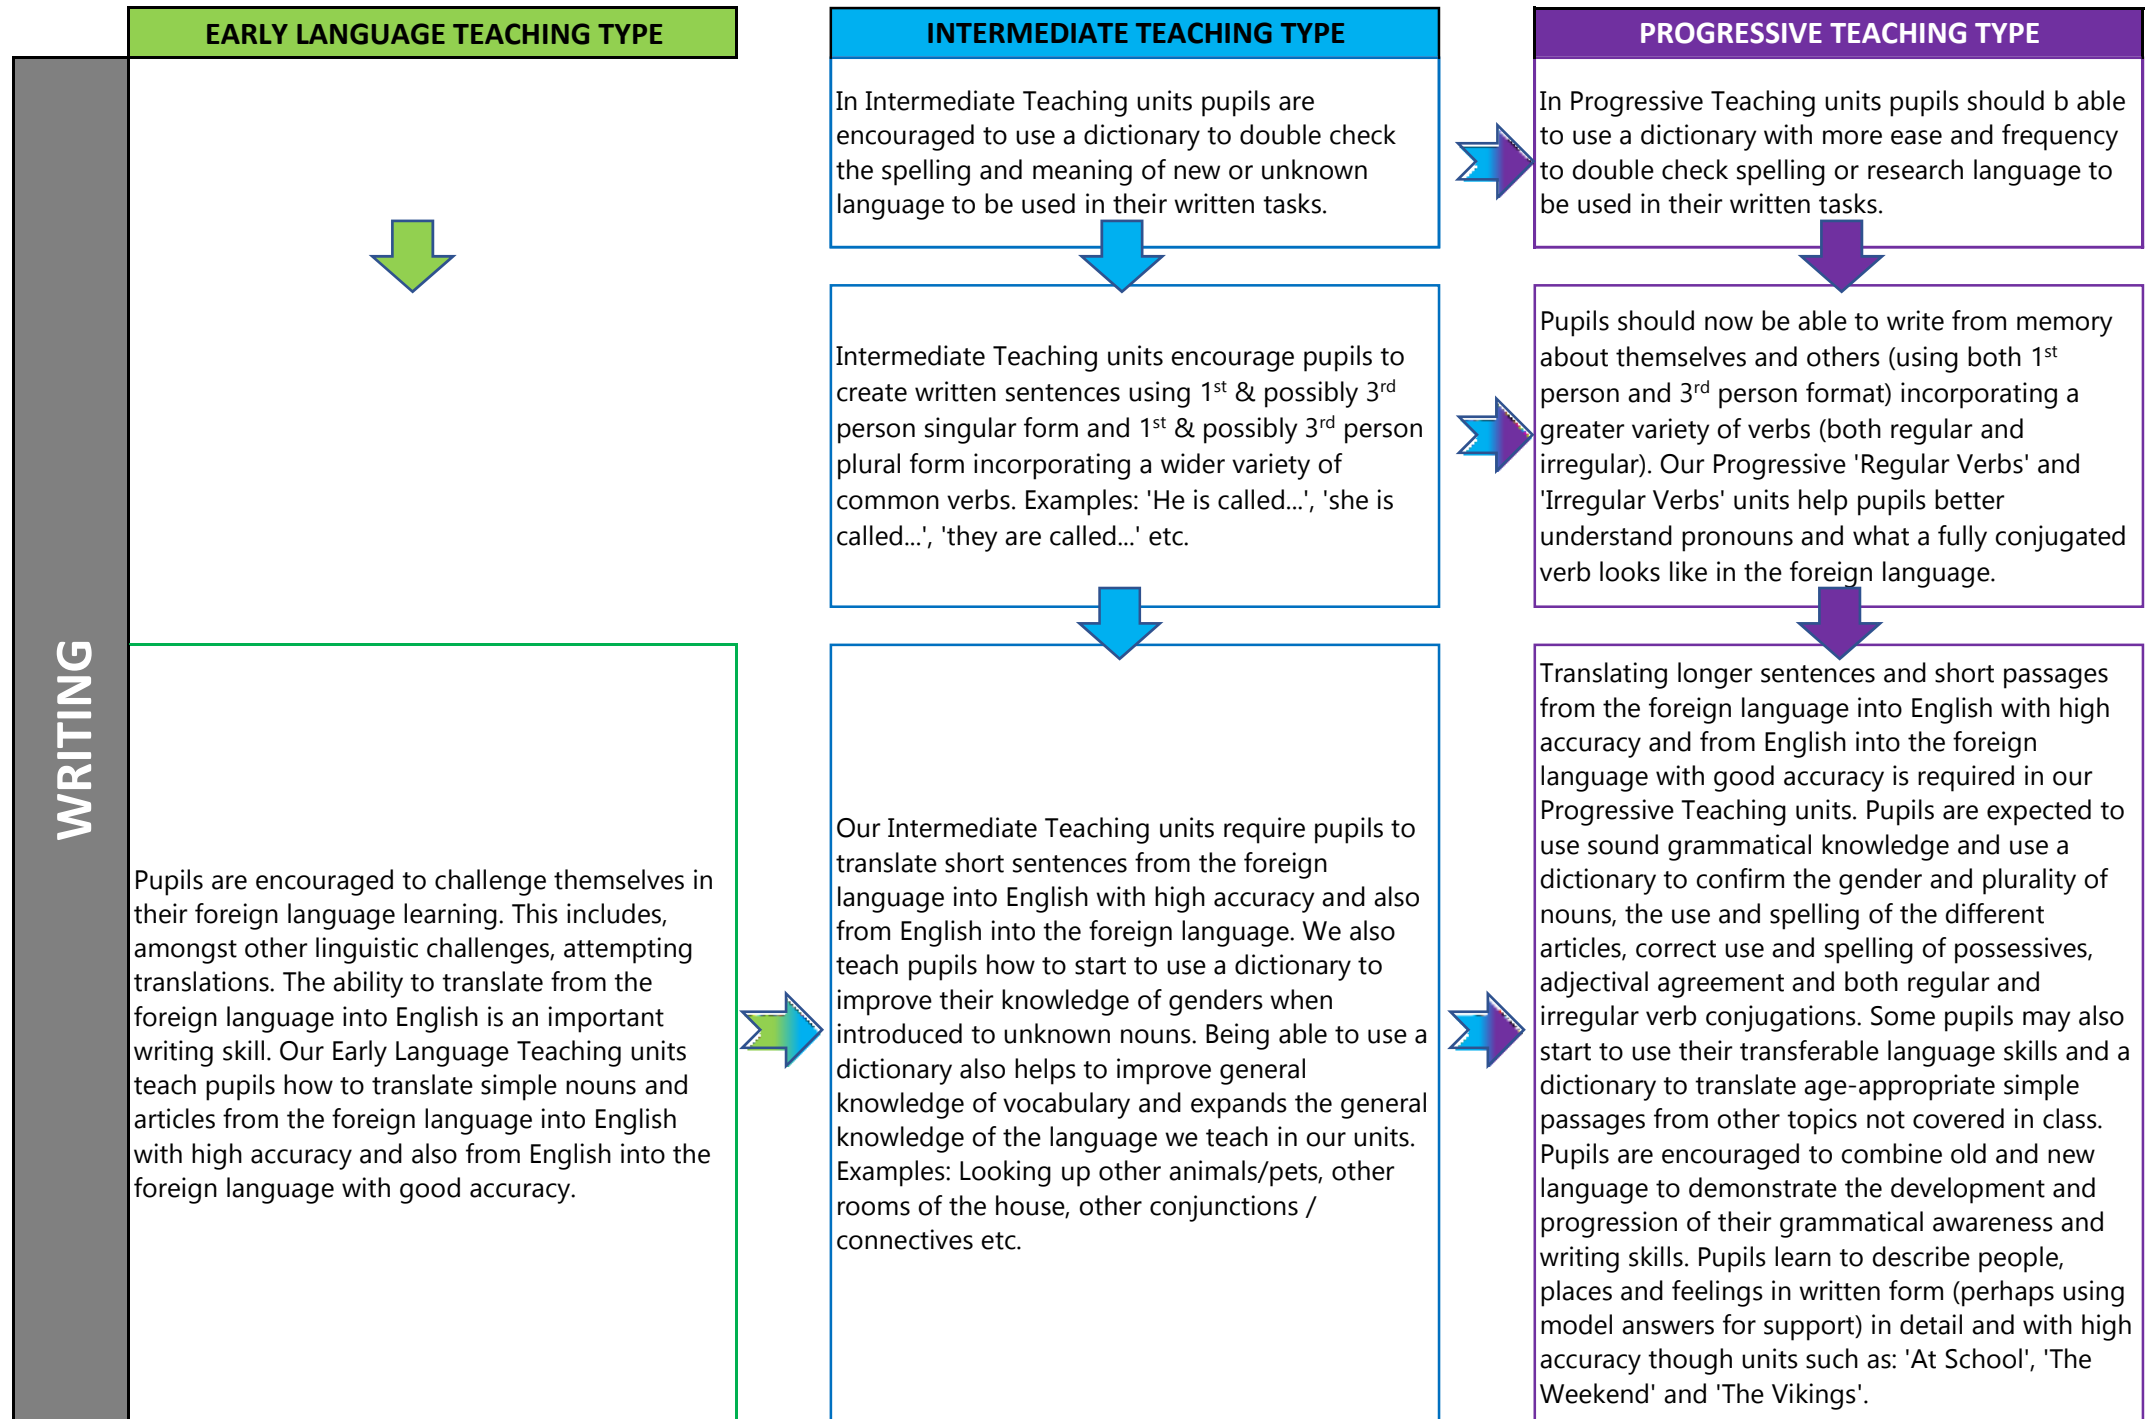 EARLY LANGUAGE TEACHING TYPE
INTERMEDIATE TEACHING TYPE
PROGRESSIVE TEACHING TYPE
WRITING
In Intermediate Teaching units pupils are
encouraged to use a dictionary to double check
the spelling and meaning of new or unknown
language to be used in their written tasks.
In Progressive Teaching units pupils should b able
to use a dictionary with more ease and frequency
to double check spelling or research language to
be used in their written tasks.
Intermediate Teaching units encourage pupils to
create written sentences using 1st & possibly 3rd
person singular form and 1st & possibly 3rd person
plural form incorporating a wider variety of
common verbs. Examples: 'He is called...', 'she is
called...', 'they are called...' etc.
Pupils should now be able to write from memory
about themselves and others (using both 1st
person and 3rd person format) incorporating a
greater variety of verbs (both regular and
irregular). Our Progressive 'Regular Verbs' and
'Irregular Verbs' units help pupils better
understand pronouns and what a fully conjugated
verb looks like in the foreign language.
Pupils are encouraged to challenge themselves in
their foreign language learning. This includes,
amongst other linguistic challenges, attempting
translations. The ability to translate from the
foreign language into English is an important
writing skill. Our Early Language Teaching units
teach pupils how to translate simple nouns and
articles from the foreign language into English
with high accuracy and also from English into the
foreign language with good accuracy.
Our Intermediate Teaching units require pupils to
translate short sentences from the foreign
language into English with high accuracy and also
from English into the foreign language. We also
teach pupils how to start to use a dictionary to
improve their knowledge of genders when
introduced to unknown nouns. Being able to use a
dictionary also helps to improve general
knowledge of vocabulary and expands the general
knowledge of the language we teach in our units.
Examples: Looking up other animals/pets, other
rooms of the house, other conjunctions /
connectives etc.
Translating longer sentences and short passages
from the foreign language into English with high
accuracy and from English into the foreign
language with good accuracy is required in our
Progressive Teaching units. Pupils are expected to
use sound grammatical knowledge and use a
dictionary to confirm the gender and plurality of
nouns, the use and spelling of the different
articles, correct use and spelling of possessives,
adjectival agreement and both regular and
irregular verb conjugations. Some pupils may also
start to use their transferable language skills and a
dictionary to translate age-appropriate simple
passages from other topics not covered in class.
Pupils are encouraged to combine old and new
language to demonstrate the development and
progression of their grammatical awareness and
writing skills. Pupils learn to describe people,
places and feelings in written form (perhaps using
model answers for support) in detail and with high
accuracy though units such as: 'At School', 'The
Weekend' and 'The Vikings'.